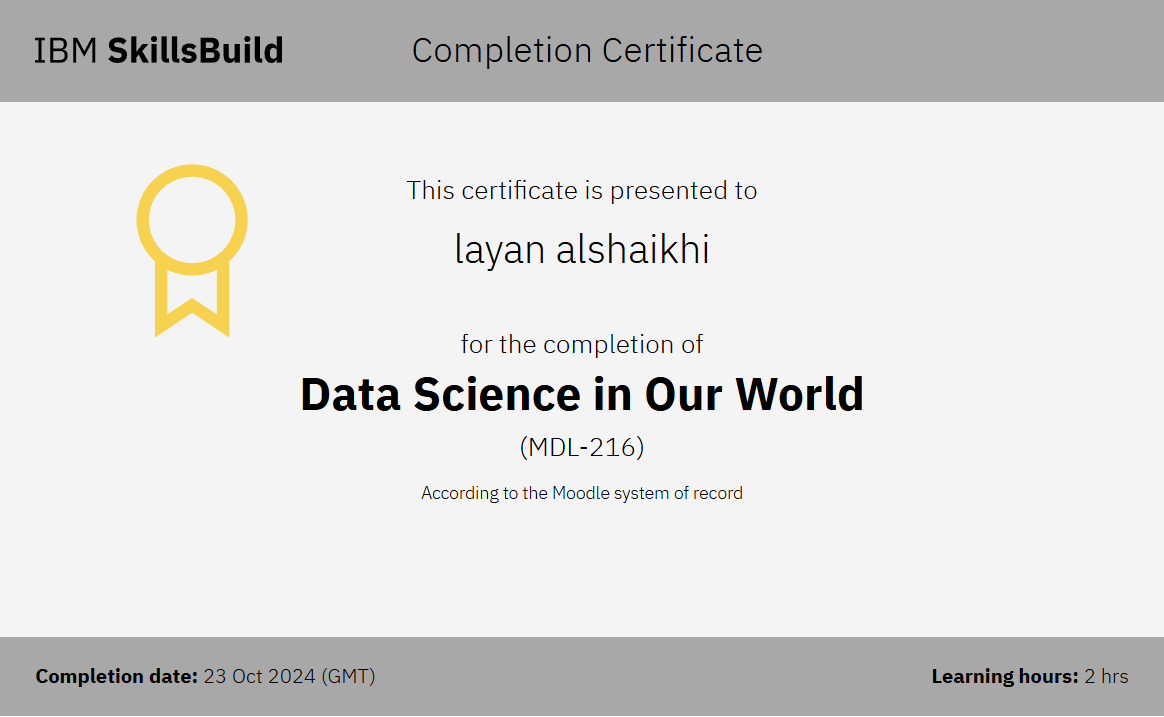 IBM SkillsBuild
Completion Certificate
This certificate is presented to
layan alshaikhi
for the completion of
Data Science in Our World
(MDL-216)
According to the Moodle system of record
Completion date: 23 Oct 2024 (GMT)
Learning hours: 2 hrs